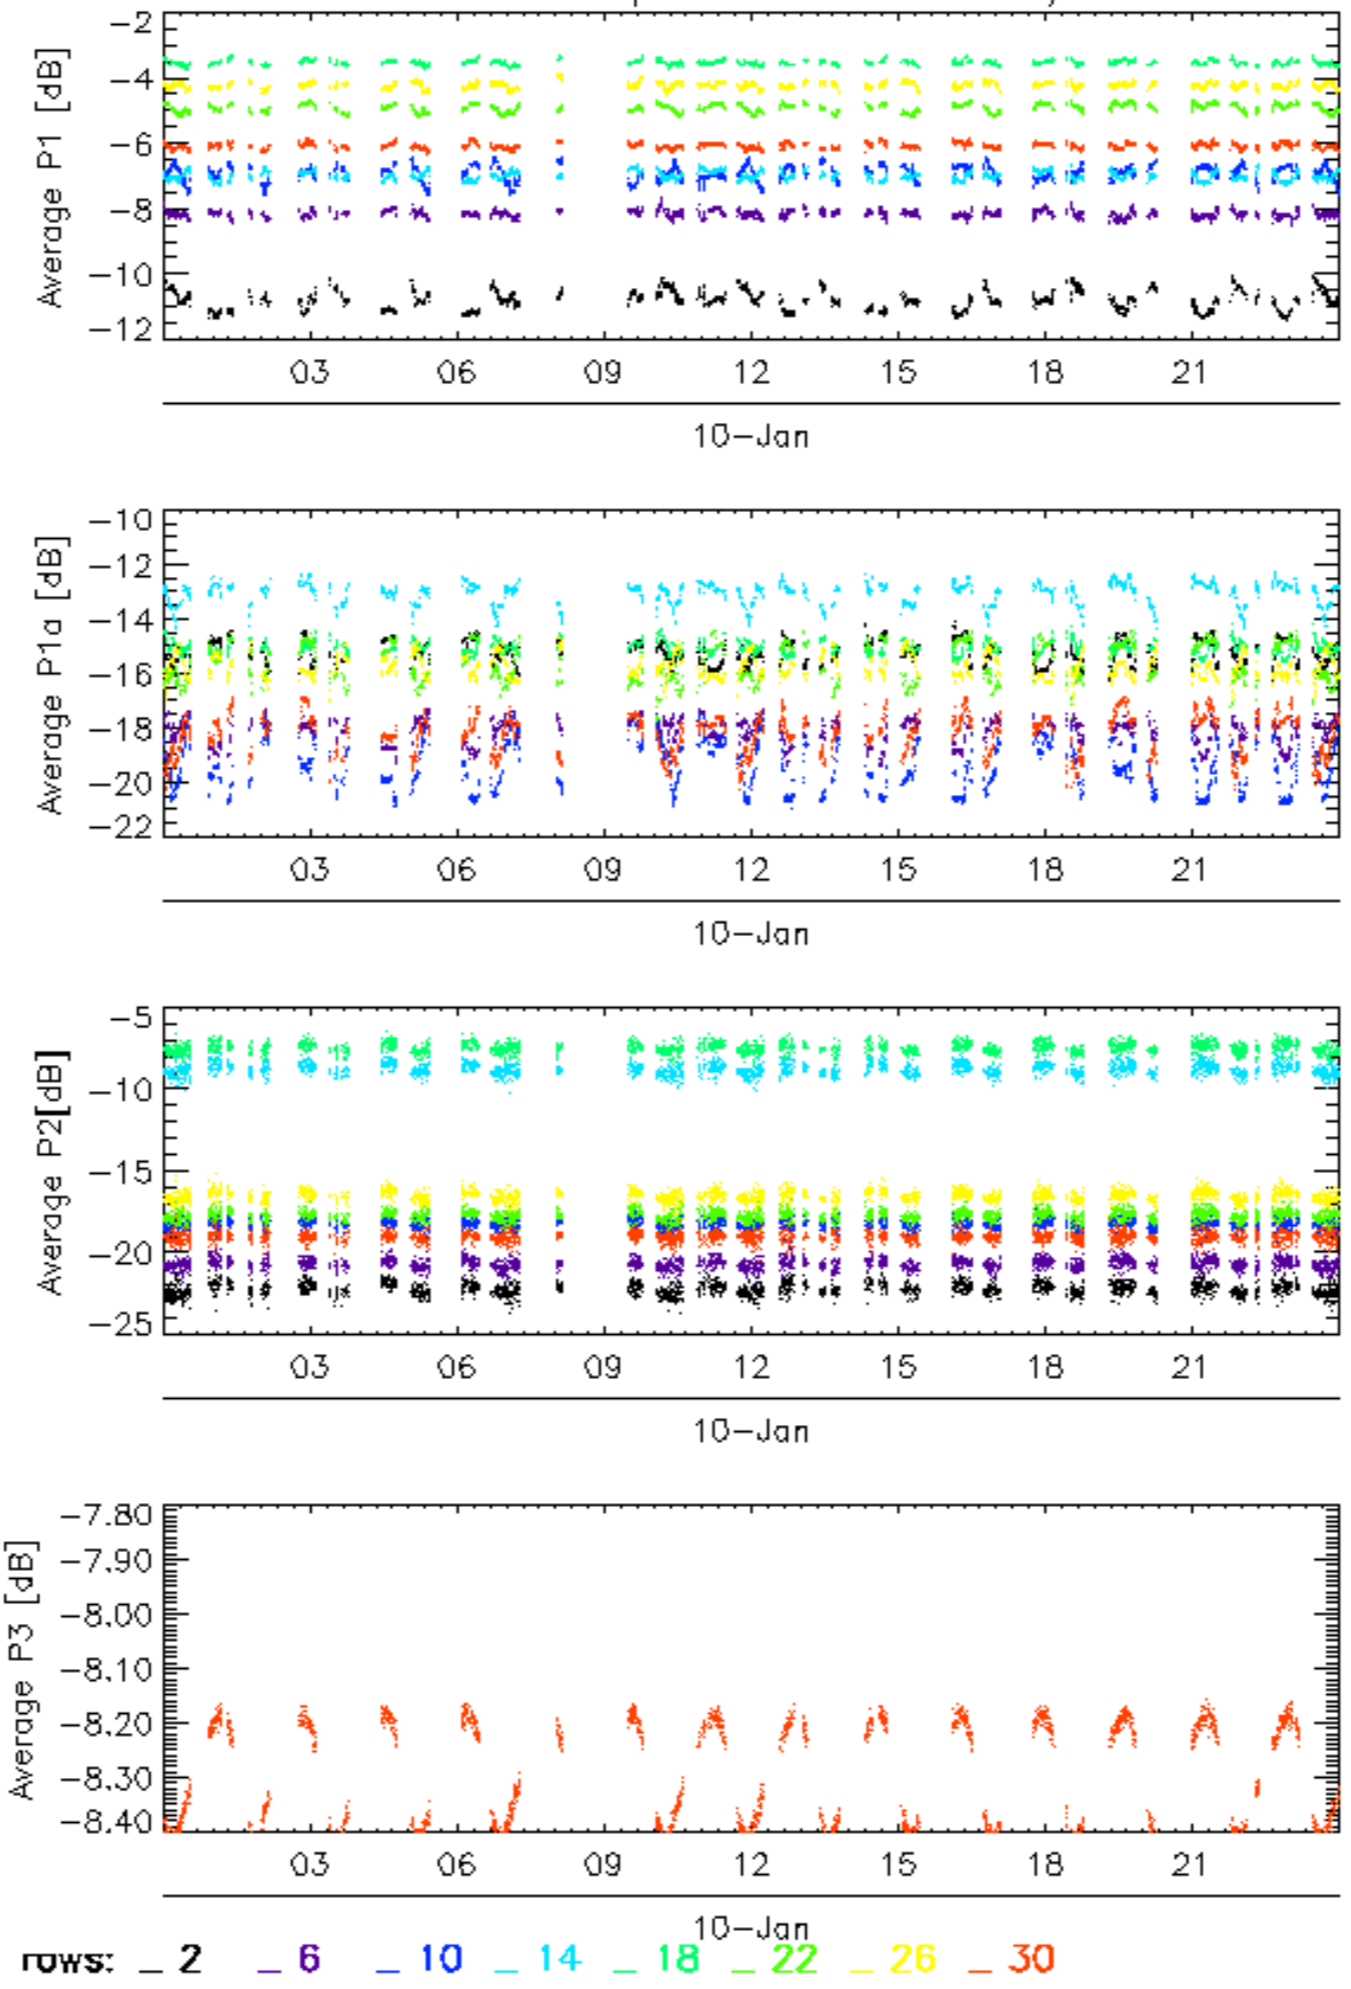 Average P1 [dB]
-2
-4
-6
-8
-10
-12
03 06 09 12 15 18 21
10-Jan
Average P1a [dB]
-10
-12
-14
-16
-18
-20
-22
03 06 09 12 15 18 21
10-Jan
Average P2[dB]
-5
-10
-15
-20
-25
03 06 09 12 15 18 21
10-Jan
Average P3 [dB]
-7.80
-7.90
-8.00
-8.10
-8.20
-8.30
-8.40
03 06 09 12 15 18 21
10-Jan
rows: _ 2 _ 6 _ 10 _ 14 _ 18 _ 22 _ 26 _ 30